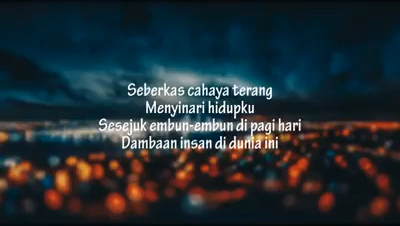 Seberkas cahaya terang
Menyinari hidupku
Sesejuk embun-embun di pagi hari
Dambaan insan di dunia ini